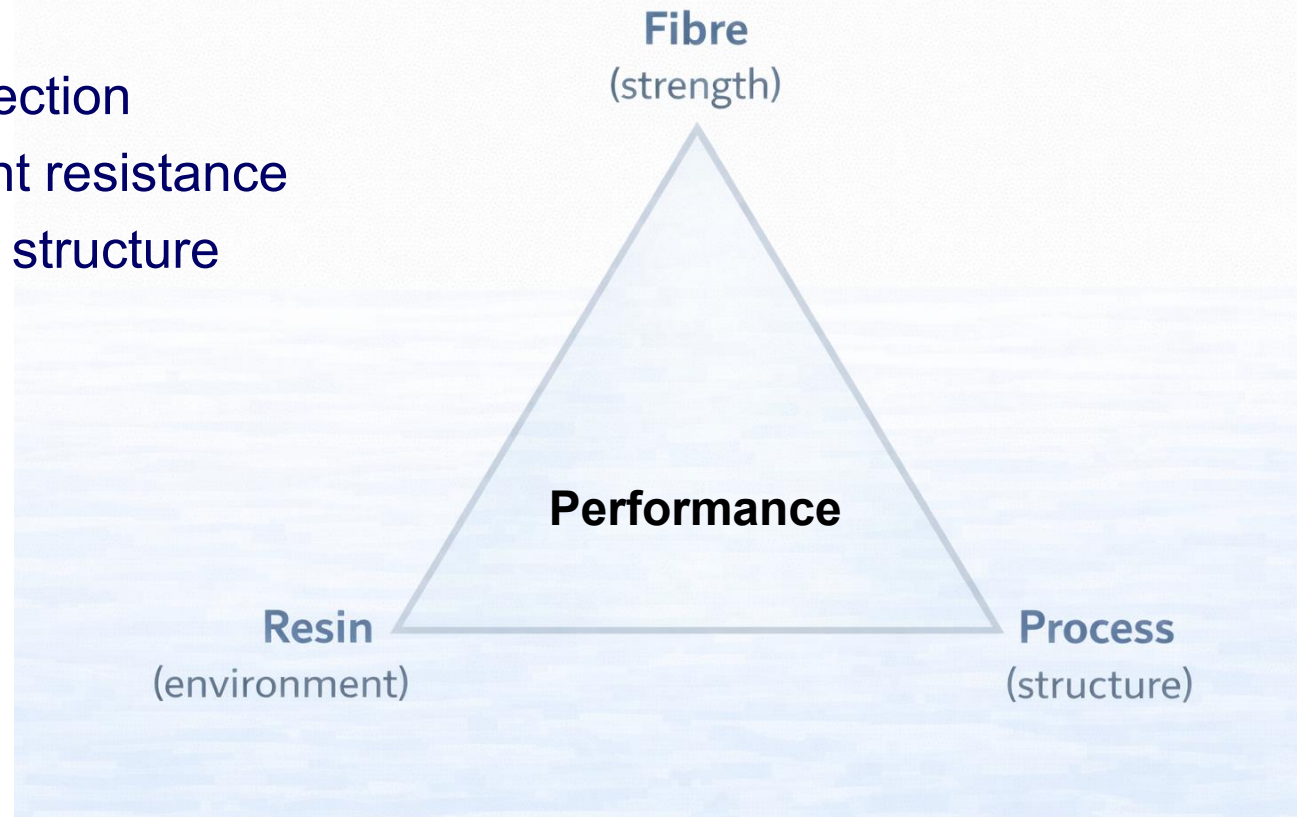 Fibre
(strength)
ection
nt resistance
structure
Performance
Resin
(environment)
Process
(structure)